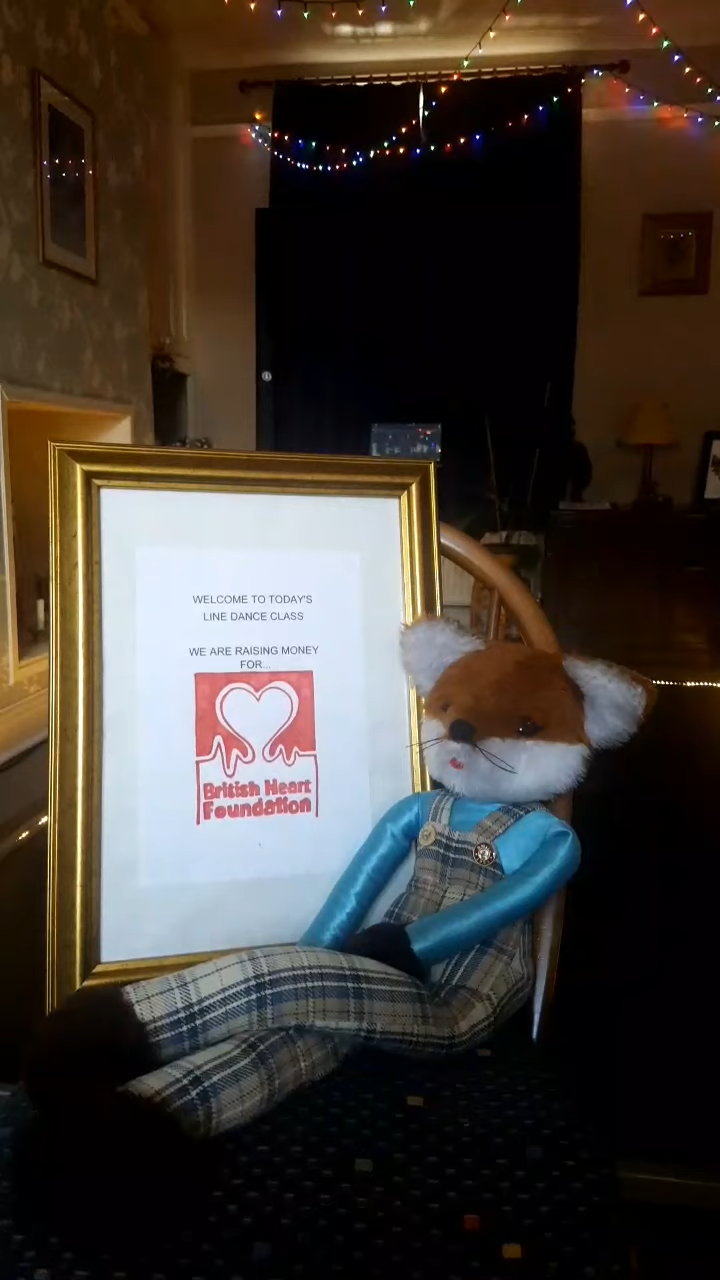 WELCOME TO TODAY'S
LINE DANCE CLASS
WE ARE RAISING MONEY
FOR...
British Heart
Foundation